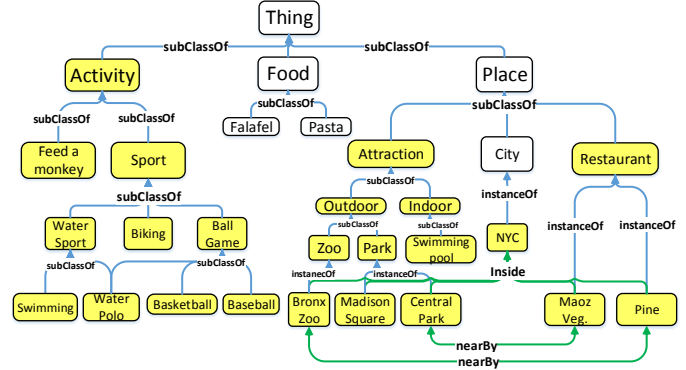 Thing
subClassOf
subClassOf
Activity
Food
Place
subClassOf
subClassOf
subClassOf
subClassOf
Falafel
Pasta
Feed a
monkey
Sport
Attraction
City
Restaurant
subClassOf
subClassOf
instanceOf
Outdoor
Indoor
Water
Sport
Biking
Ball
Game
subClassOf
subClassOf
instanceOf
instanceOf
Zoo
Park
Swimming
pool
NYC
subClassOf
subClassOf
instanecOf
instanceOf
Inside
Swimming
Water
Polo
Basketball
Baseball
Bronx
Zoo
Madison
Square
Central
Park
Maoz
Veg.
Pine
nearBy
nearBy